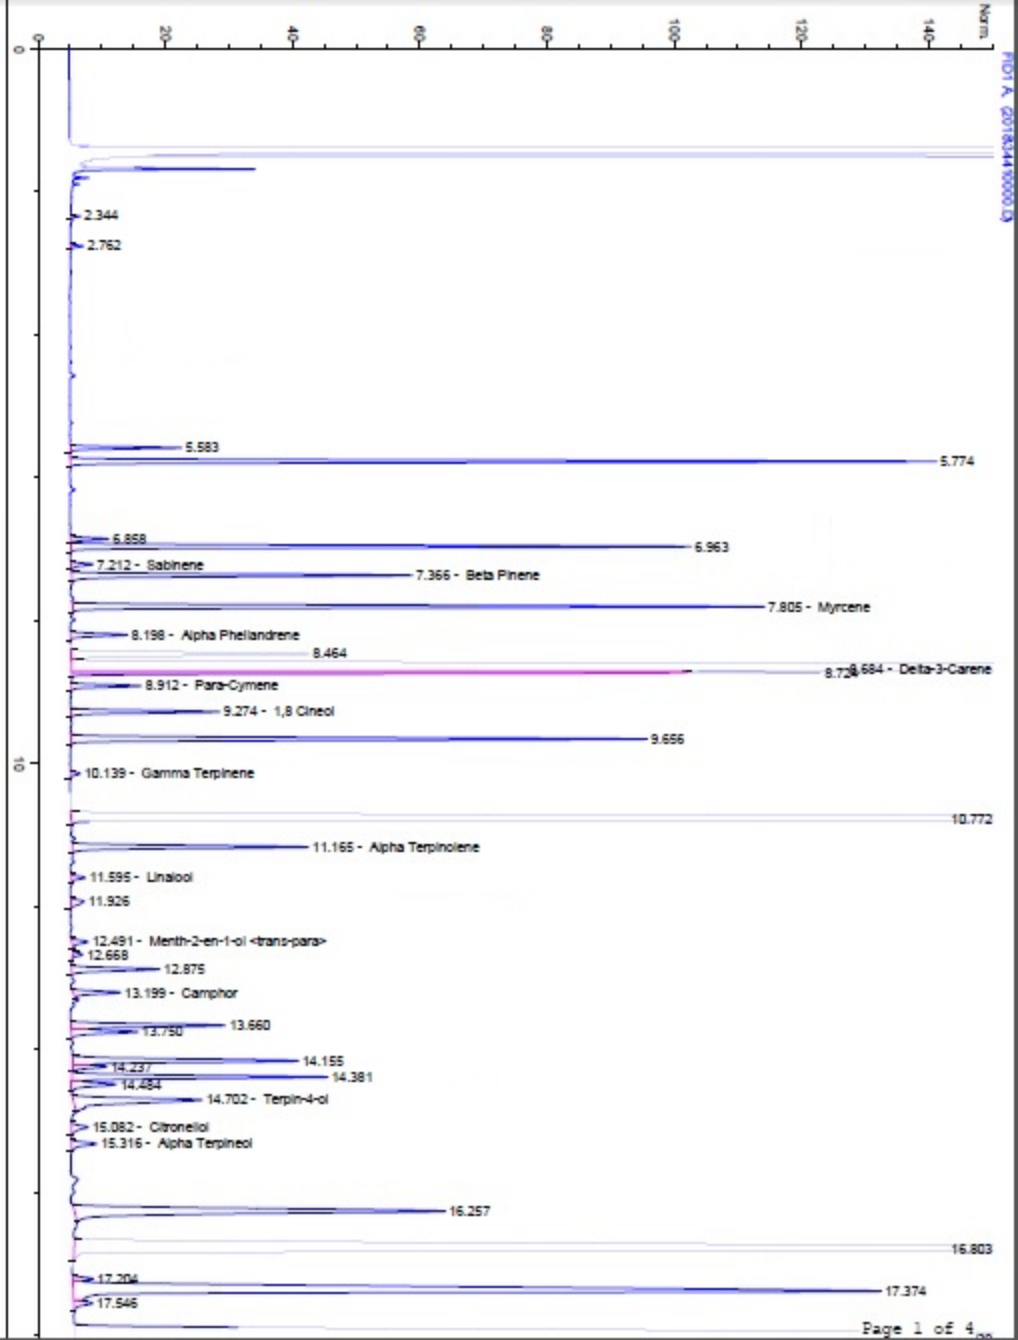 Norm.
FID1 A, (201834410000.D)
0
20
40
60
80
100
120
140
0
2.344
2.762
5.583
5.774
6.858
6.963
7.212 - Sabinene
7.366 - Beta Pinene
7.805 - Myrcene
8.198 - Alpha Phellandrene
8.464
8.684 - Delta-3-Carene
8.912 - Para-Cymene
9.274 - 1,8 Cineol
9.656
10
10.139 - Gamma Terpinene
10.772
11.165 - Alpha Terpinolene
11.595 - Linalool
11.926
12.491 - Menth-2-en-1-ol <trans-para>
12.668
12.875
13.199 - Camphor
13.660
13.750
14.155
14.237
14.381
14.484
14.702 - Terpin-4-ol
15.082 - Citronellol
15.316 - Alpha Terpineol
16.257
16.803
17.204
17.374
17.546
Page 1 of 4